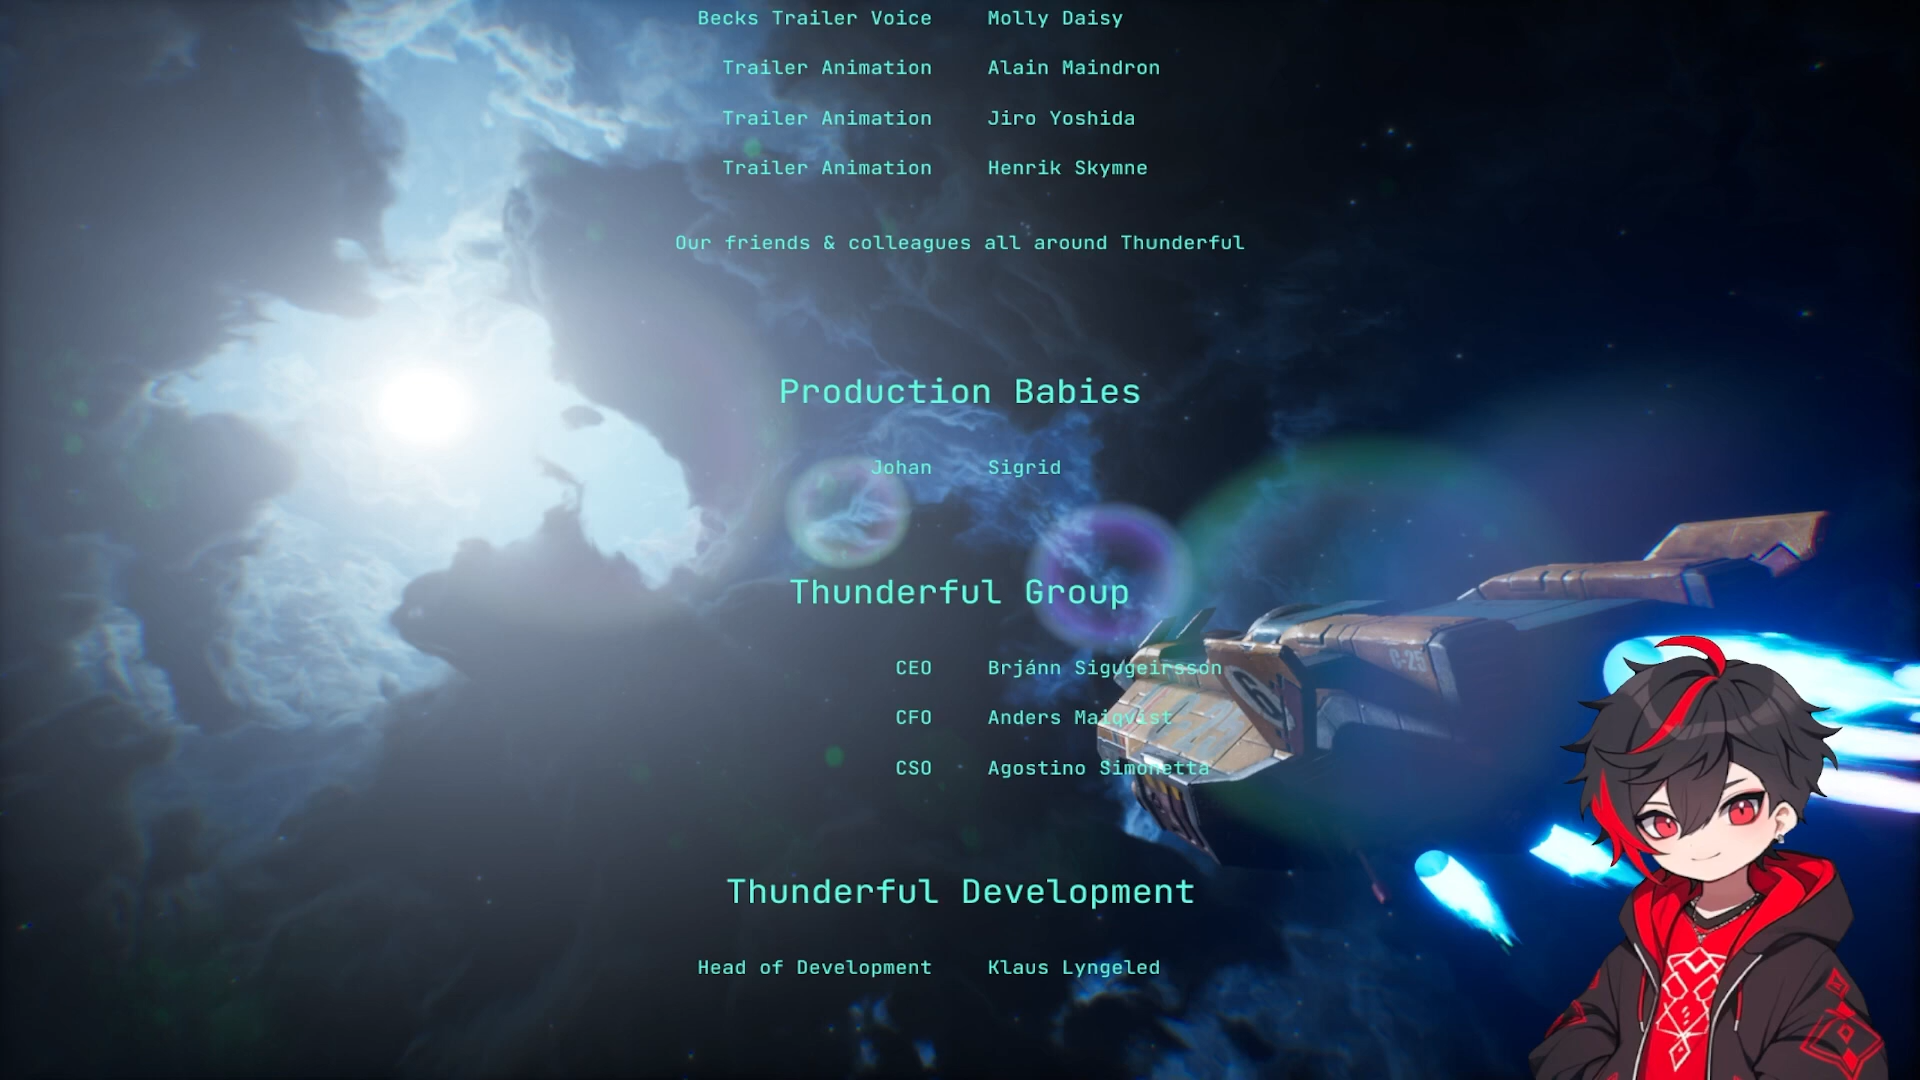 Becks Trailer Voice Molly Daisy
Trailer Animation Alain Maindron
Trailer Animation Jiro Yoshida
Trailer Animation Henrik Skymne
Our friends & colleagues all around Thunderful
Production Babies
Johan Sigrid
Thunderful Group
CEO Brjánn Sigurgeirsson
CFO Anders Maiqvist
CSO Agostino Simonetta
Thunderful Development
Head of Development Klaus Lyngeled
C-25
6